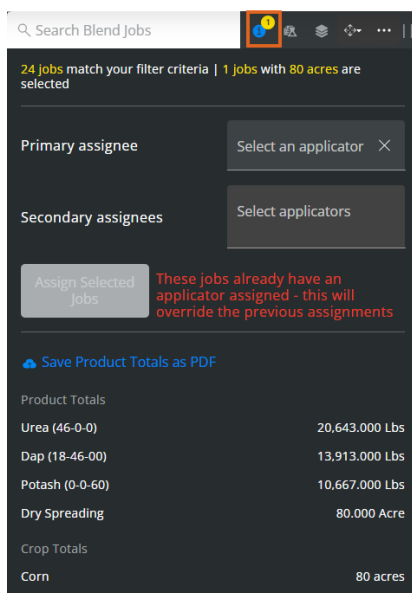 Search Blend Jobs
1
1
24 jobs match your filter criteria | 1 jobs with 80 acres are
selected
Primary assignee
Select an applicator
Secondary assignees
Select applicators
Assign Selected
Jobs
These jobs already have an
applicator assigned - this will
override the previous assignments
Save Product Totals as PDF
Product Totals
Urea (46-0-0) 20,643.000 Lbs
Dap (18-46-00) 13,913.000 Lbs
Potash (0-0-60) 10,667.000 Lbs
Dry Spreading 80.000 Acre
Crop Totals
Corn 80 acres